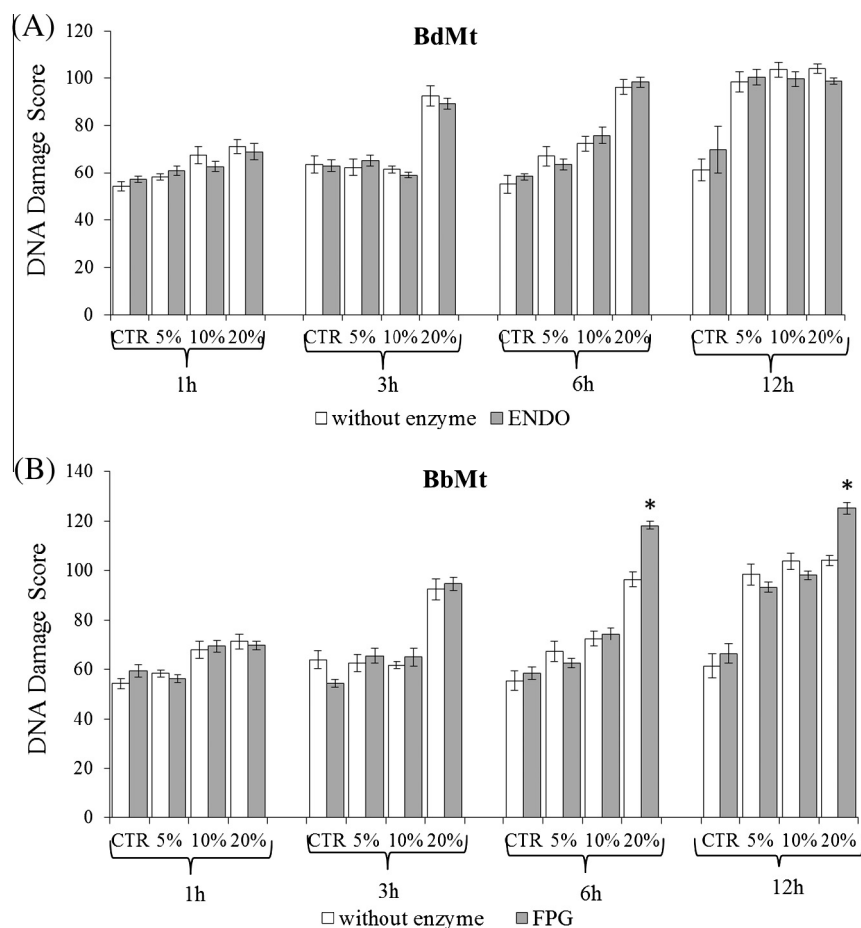 (A)
BdMt
DNA Damage Score
120
100
80
60
40
20
0
CTR 5% 10% 20% CTR 5% 10% 20% CTR 5% 10% 20% CTR 5% 10% 20%
1h 3h 6h 12h
without enzyme ENDO
(B)
BbMt
DNA Damage Score
140
120
100
80
60
40
20
0
* *
CTR 5% 10% 20% CTR 5% 10% 20% CTR 5% 10% 20% CTR 5% 10% 20%
1h 3h 6h 12h
without enzyme FPG